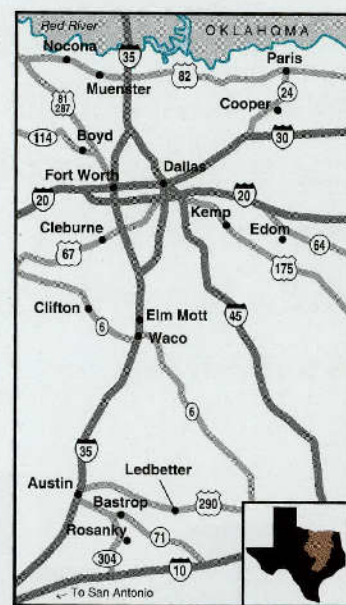 Red River
OKLAHOMA
Nocona
35
Paris
82
Muenster
24
81
287
Cooper
114
Boyd
30
Fort Worth
Dallas
20
20
Kemp
Edom
Cleburne
64
67
175
Clifton
Elm Mott
45
6
Waco
6
35
Ledbetter
Austin
290
Bastrop
Rosanky
71
304
10
To San Antonio